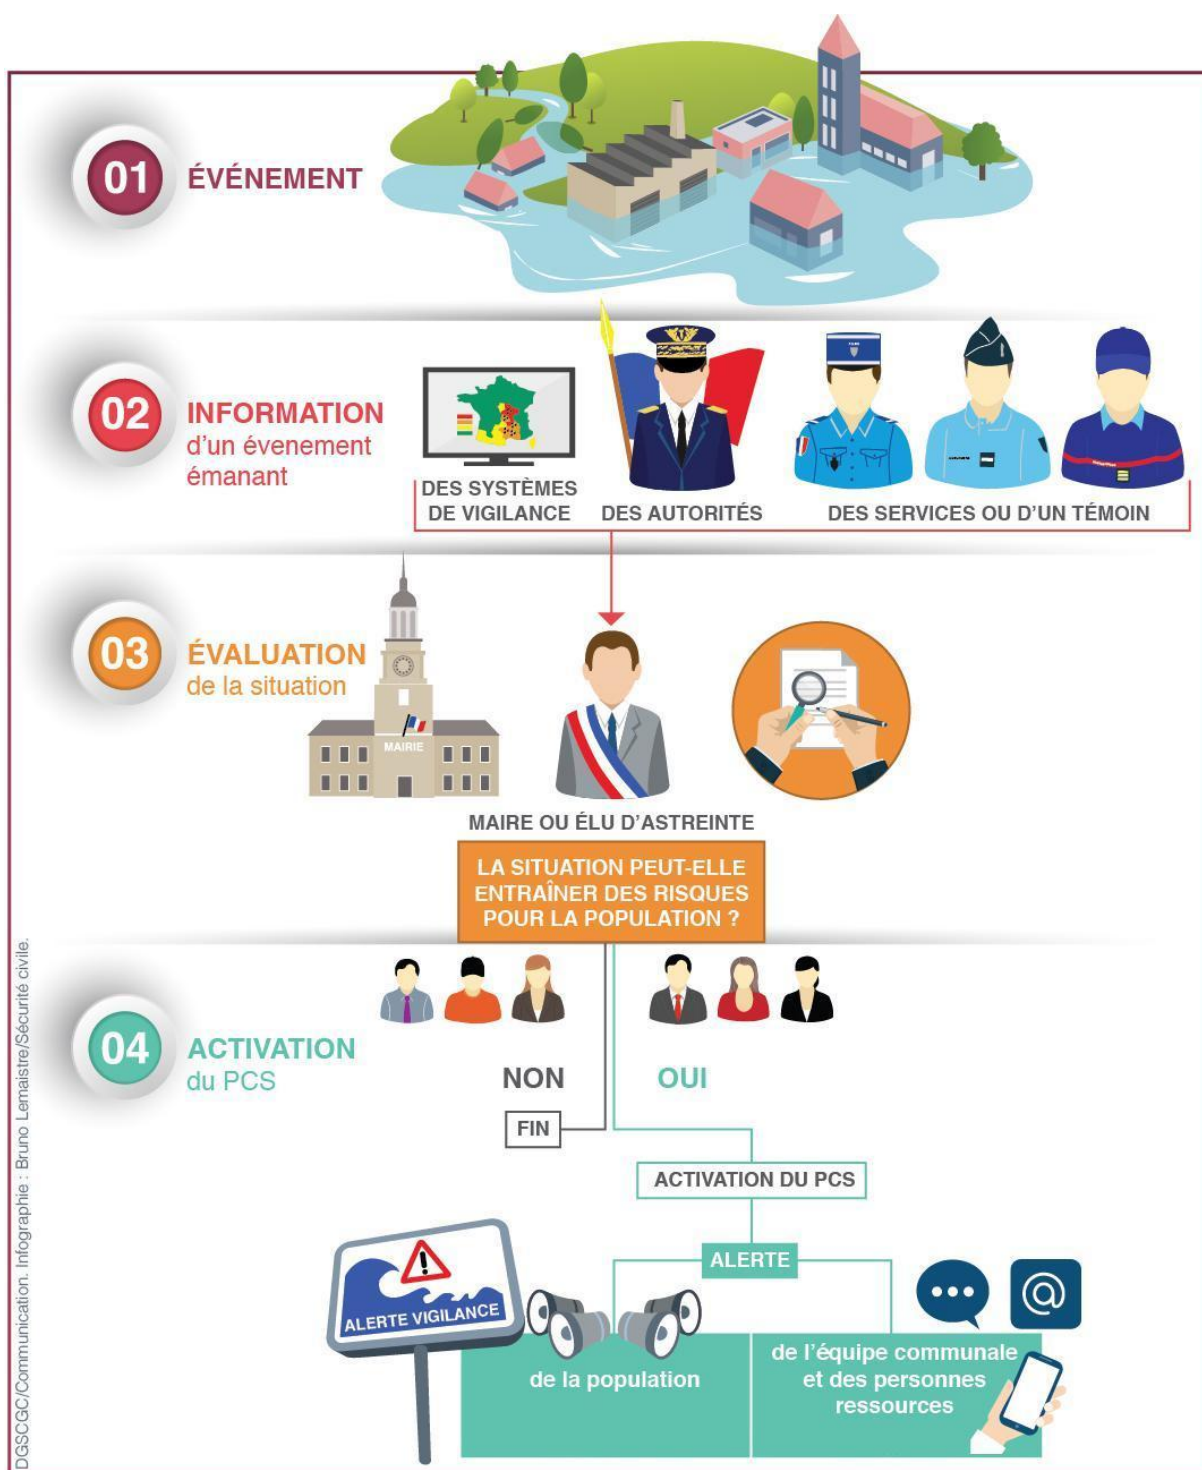 01
ÉVÉNEMENT
02
INFORMATION
d'un évenement
émanant
DES SYSTÈMES
DE VIGILANCE
DES AUTORITÉS
DES SERVICES OU D'UN TÉMOIN
03
ÉVALUATION
de la situation
MAIRIE
MAIRE OU ÉLU D'ASTREINTE
LA SITUATION PEUT-ELLE
ENTRAÎNER DES RISQUES
POUR LA POPULATION ?
04
ACTIVATION
du PCS
NON
OUI
FIN
ACTIVATION DU PCS
ALERTE
ALERTE VIGILANCE
@
de la population
de l'équipe communale
et des personnes
ressources
DGSCGC/Communication. Infographie : Bruno Lemaistre/Sécurité civile.